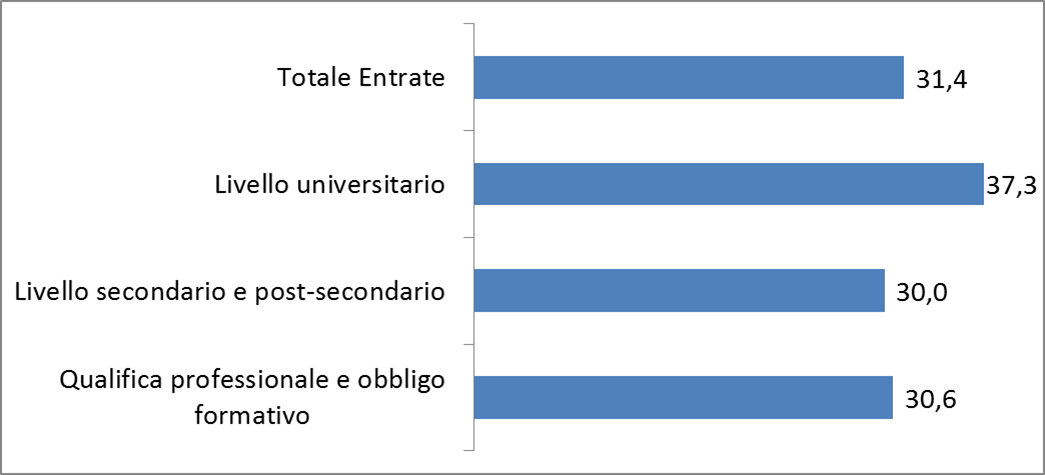 Totale Entrate 31,4
Livello universitario 37,3
Livello secondario e post-secondario 30,0
Qualifica professionale e obbligo
formativo 30,6